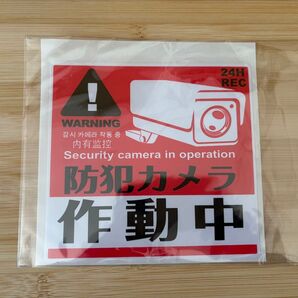 24H
REC
WARNING
감시 카메라 작동 중
内有监控
Security camera in operation
防犯カメラ
作動中